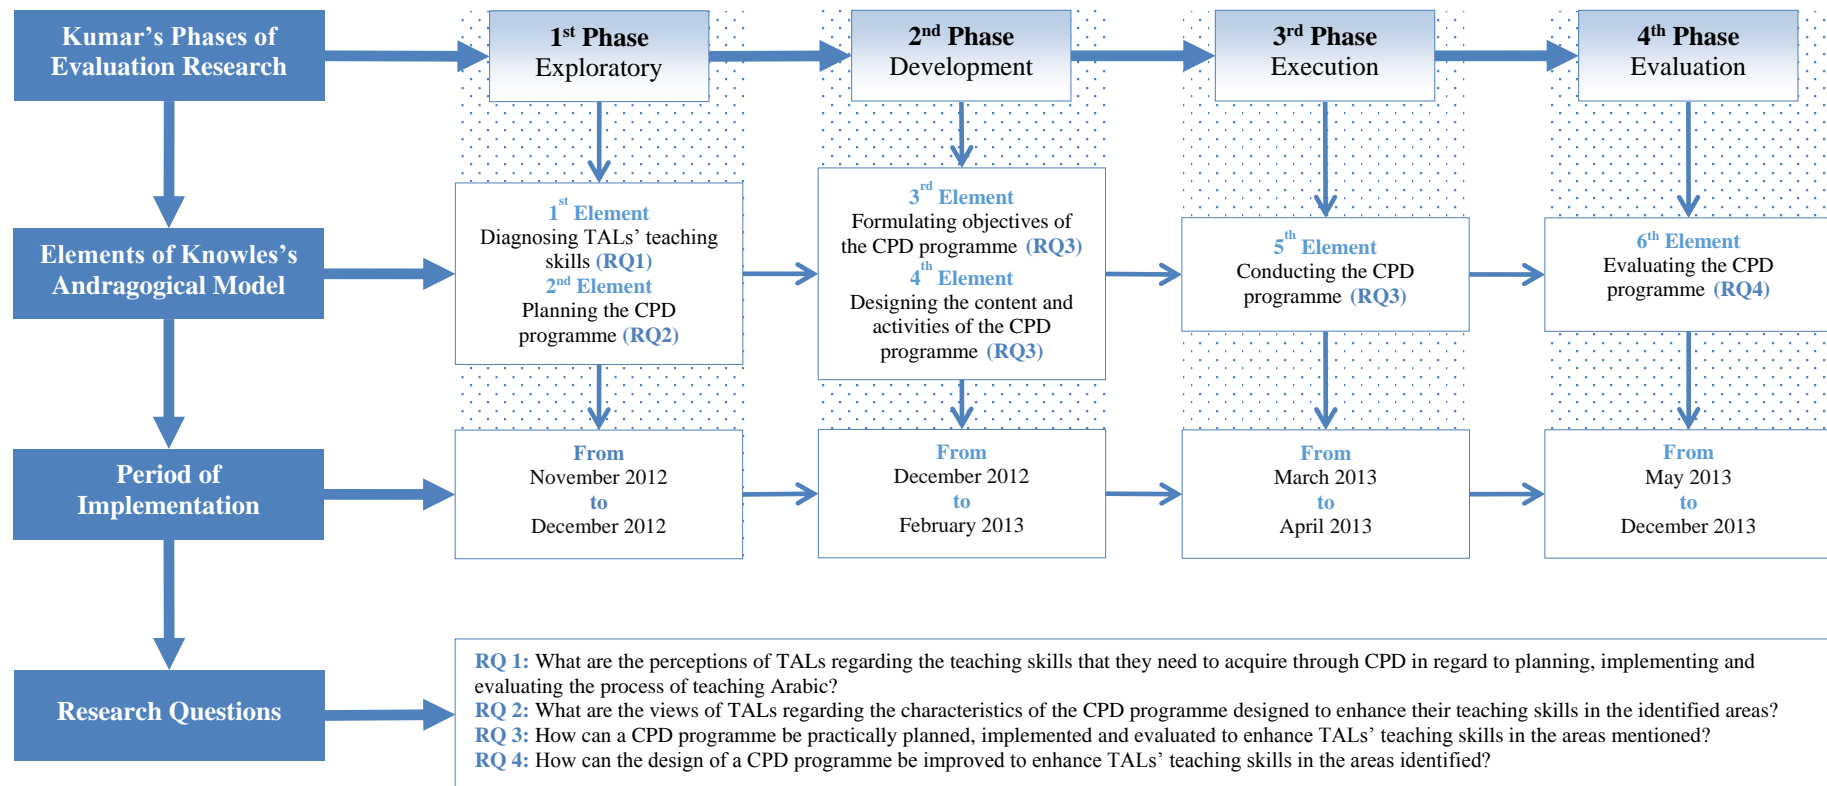 Kumar’s Phases of
Evaluation Research
1st Phase
Exploratory
2nd Phase
Development
3rd Phase
Execution
4th Phase
Evaluation
Elements of Knowles’s
Andragogical Model
1st Element
Diagnosing TALs’ teaching
skills (RQ1)
2nd Element
Planning the CPD
programme (RQ2)
3rd Element
Formulating objectives of
the CPD programme (RQ3)
4th Element
Designing the content and
activities of the CPD
programme (RQ3)
5th Element
Conducting the CPD
programme (RQ3)
6th Element
Evaluating the CPD
programme (RQ4)
Period of
Implementation
From
November 2012
to
December 2012
From
December 2012
to
February 2013
From
March 2013
to
April 2013
From
May 2013
to
December 2013
Research Questions
RQ 1: What are the perceptions of TALs regarding the teaching skills that they need to acquire through CPD in regard to planning, implementing and
evaluating the process of teaching Arabic?
RQ 2: What are the views of TALs regarding the characteristics of the CPD programme designed to enhance their teaching skills in the identified areas?
RQ 3: How can a CPD programme be practically planned, implemented and evaluated to enhance TALs’ teaching skills in the areas mentioned?
RQ 4: How can the design of a CPD programme be improved to enhance TALs’ teaching skills in the areas identified?